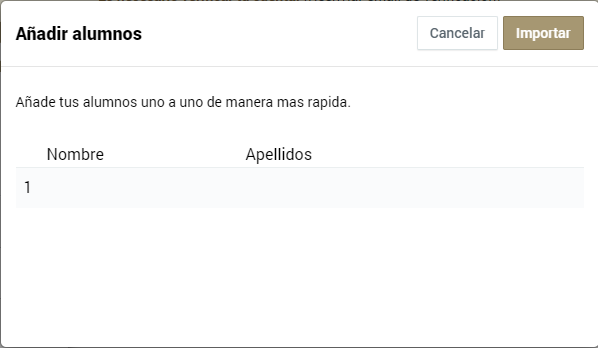 Añadir alumnos
Cancelar
Importar
Añade tus alumnos uno a uno de manera mas rapida.
Nombre Apellidos
1